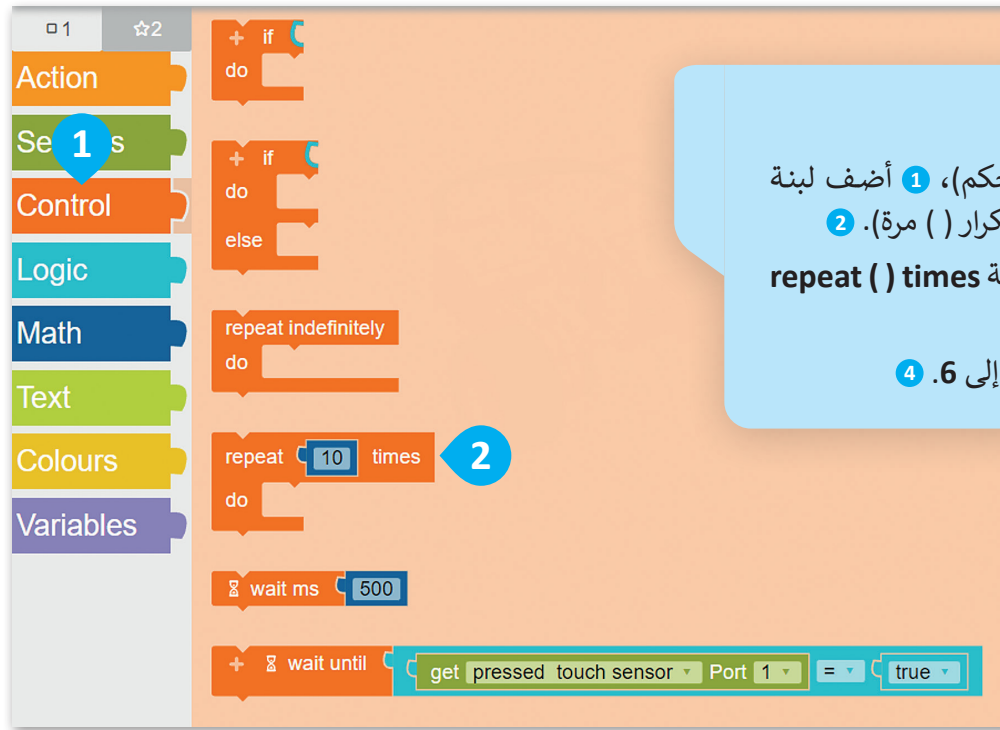 1
2
Action
Se s
1
Control
Logic
Math
Text
Colours
Variables
+ if
do
+ if
do
else
repeat indefinitely
do
repeat 10 times
2
do
wait ms 500
+ wait until get pressed touch sensor Port 1 = true
1 أضف لبنة
( ) مرة). 2
repeat ( ) times
إلى 6. 4